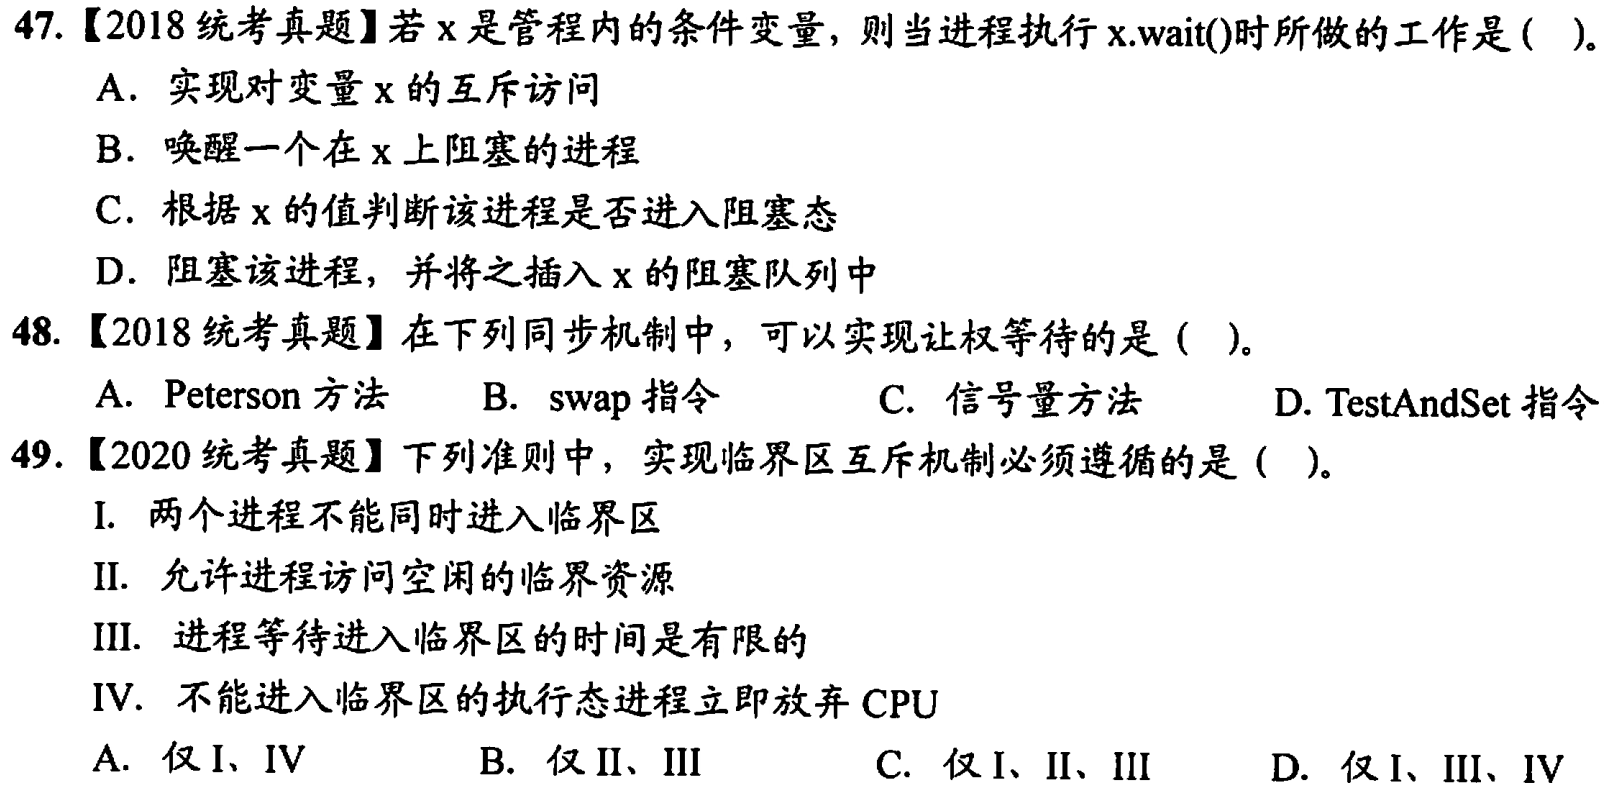 47.【2018 统考真题】若 x 是管程内的条件变量，则当进程执行 x.wait()时所做的工作是（  ）。
A. 实现对变量 x 的互斥访问
B. 唤醒一个在 x 上阻塞的进程
C. 根据 x 的值判断该进程是否进入阻塞态
D. 阻塞该进程，并将之插入 x 的阻塞队列中
48.【2018 统考真题】在下列同步机制中，可以实现让权等待的是（  ）。
A. Peterson 方法 B. swap 指令 C. 信号量方法 D. TestAndSet 指令
49.【2020 统考真题】下列准则中，实现临界区互斥机制必须遵循的是（  ）。
I. 两个进程不能同时进入临界区
II. 允许进程访问空闲的临界资源
III. 进程等待进入临界区的时间是有限的
IV. 不能进入临界区的执行态进程立即放弃 CPU
A. 仅 I、IV B. 仅 II、III C. 仅 I、II、III D. 仅 I、III、IV